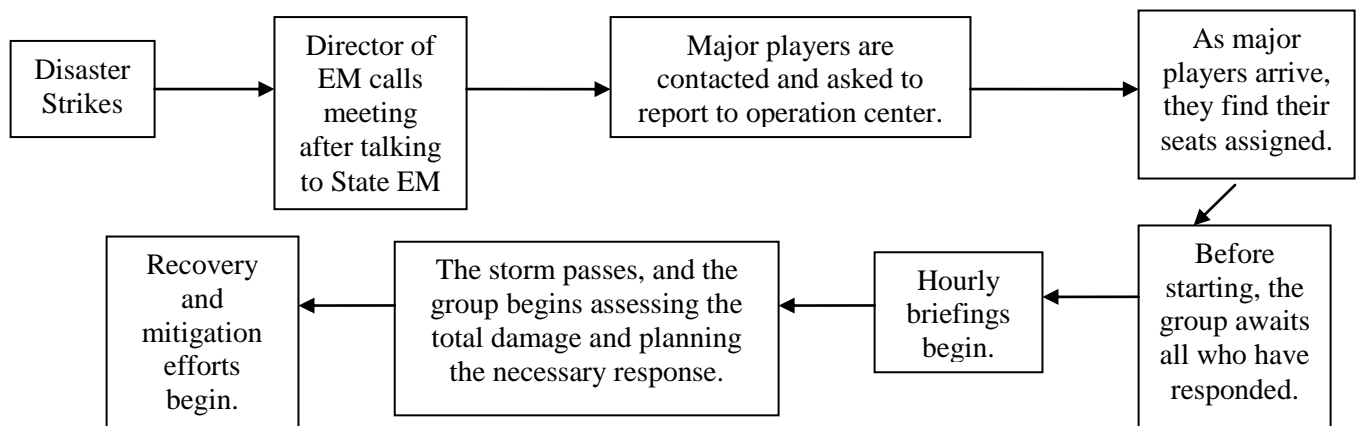 Disaster
Strikes
Director of
EM calls
meeting
after talking
to State EM
Major players are
contacted and asked to
report to operation center.
As major
players arrive,
they find their
seats assigned.
Before
starting, the
group awaits
all who have
responded.
Hourly
briefings
begin.
The storm passes, and the
group begins assessing the
total damage and planning
the necessary response.
Recovery
and
mitigation
efforts
begin.